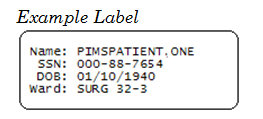 Example Label
Name: PIMSPATIENT,ONE
SSN: 000-88-7654
DOB: 01/10/1940
Ward: SURG 32-3